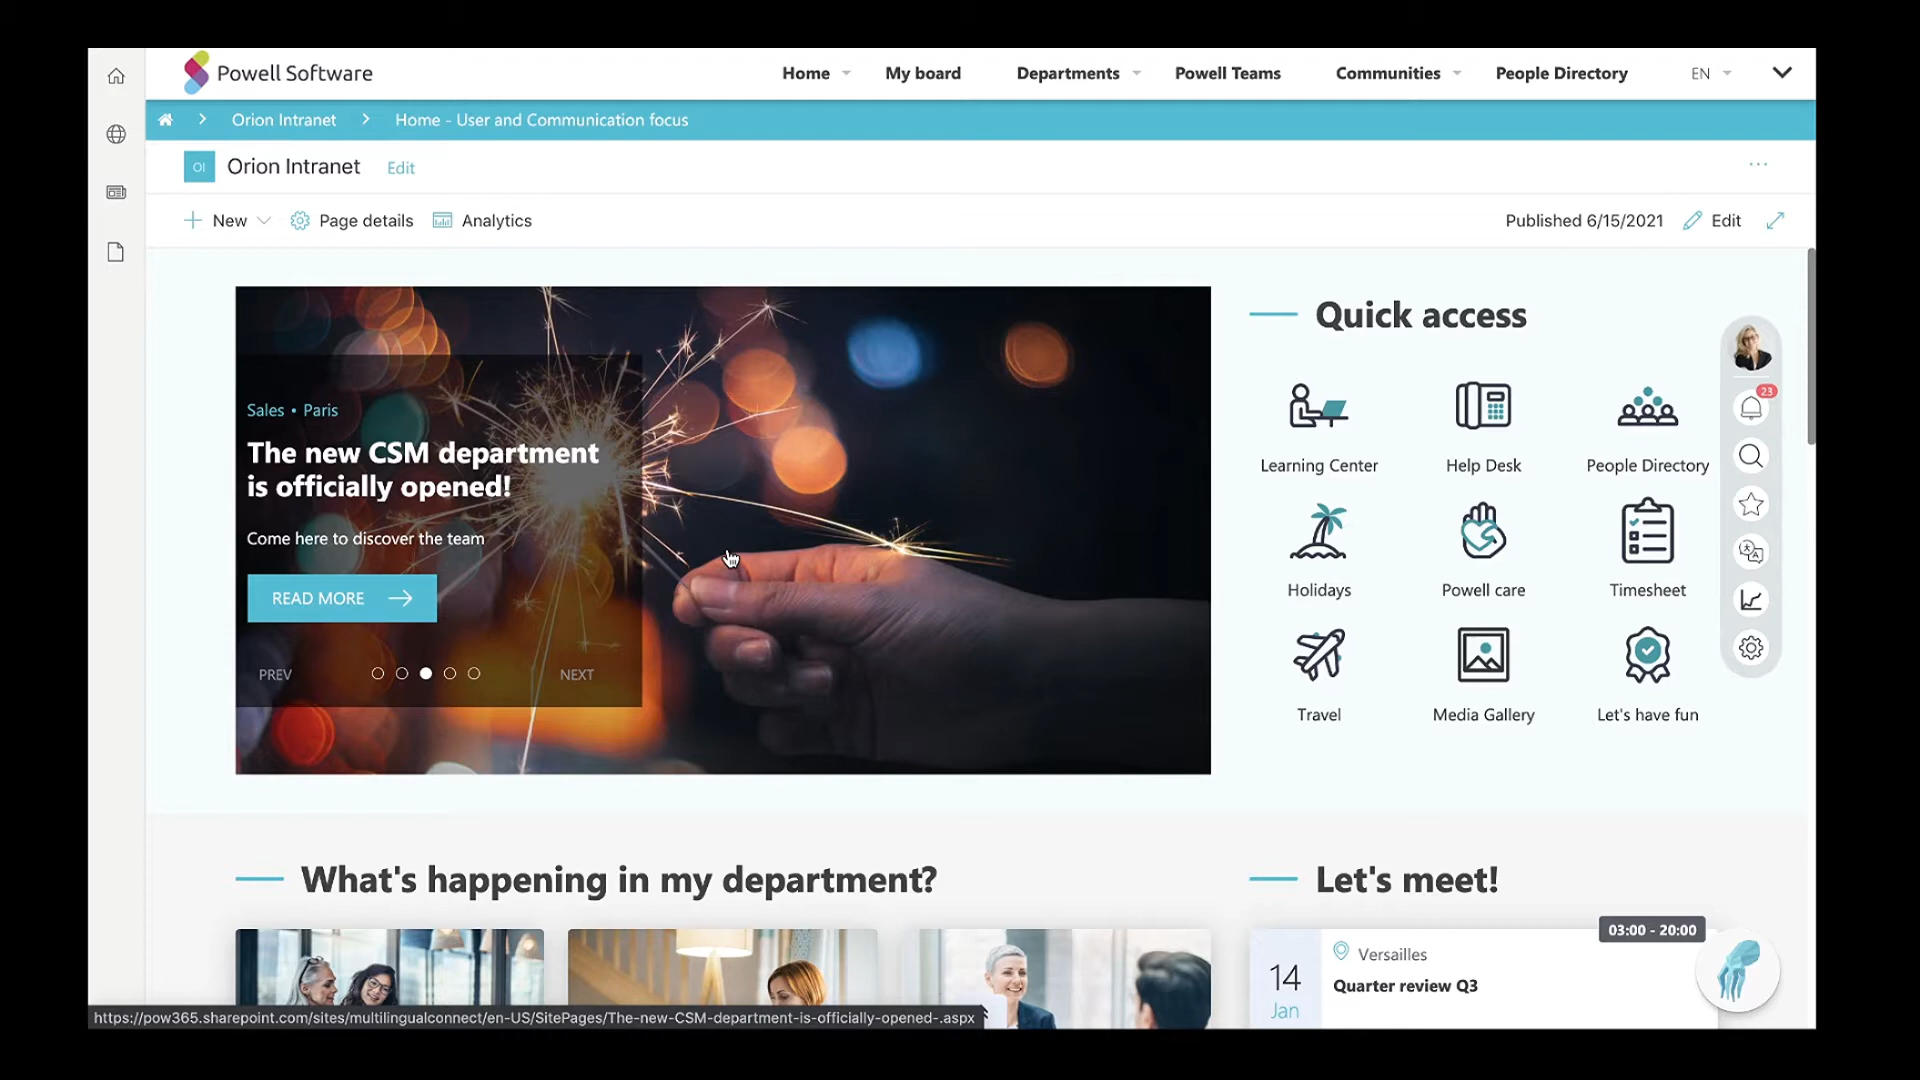 Powell Software
Home
My board
Departments
Powell Teams
Communities
People Directory
EN
Orion Intranet
Home - User and Communication focus
OI
Orion Intranet
Edit
New
Page details
Analytics
Published 6/15/2021
Edit
Sales • Paris
The new CSM department
is officially opened!
Come here to discover the team
READ MORE
PREV
NEXT
Quick access
Learning Center
Help Desk
People Directory
Holidays
Powell care
Timesheet
Travel
Media Gallery
Let's have fun
23
What's happening in my department?
Let's meet!
03:00 - 20:00
14
Jan
Versailles
Quarter review Q3
https://pow365.sharepoint.com/sites/multilingualconnect/en-US/SitePages/The-new-CSM-department-is-officially-opened-.aspx